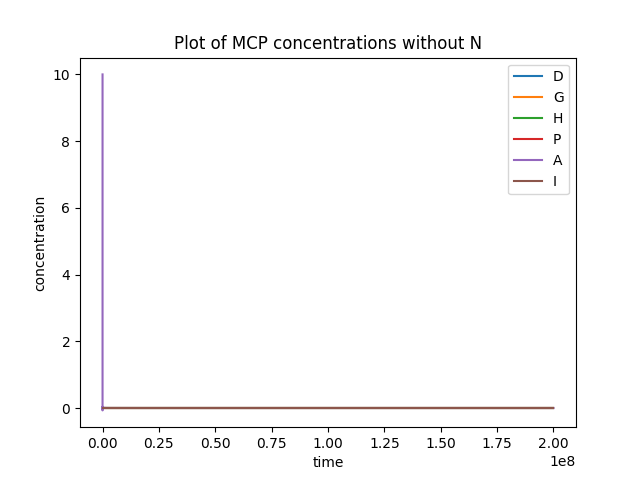 Plot of MCP concentrations without N
10
8
6
4
2
0
concentration
D
G
H
P
A
I
0.00 0.25 0.50 0.75 1.00 1.25 1.50 1.75 2.00
1e8
time